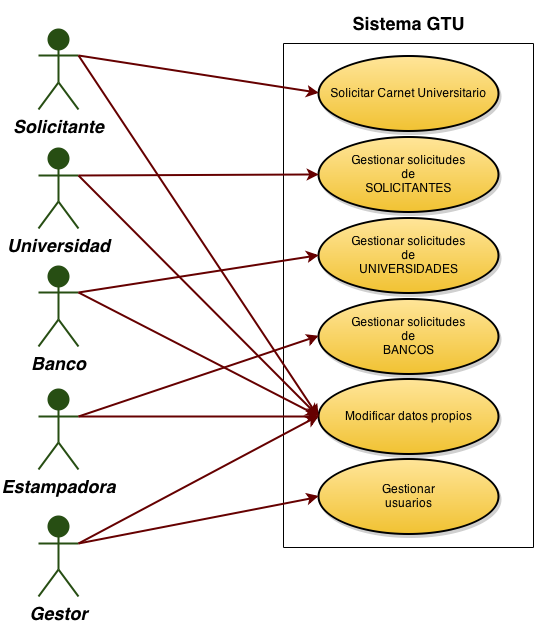 Sistema GTU
Solicitante
Solicitar Carnet Universitario
Universidad
Gestionar solicitudes
de
SOLICITANTES
Banco
Gestionar solicitudes
de
UNIVERSIDADES
Estampadora
Gestionar solicitudes
de
BANCOS
Modificar datos propios
Gestor
Gestionar
usuarios